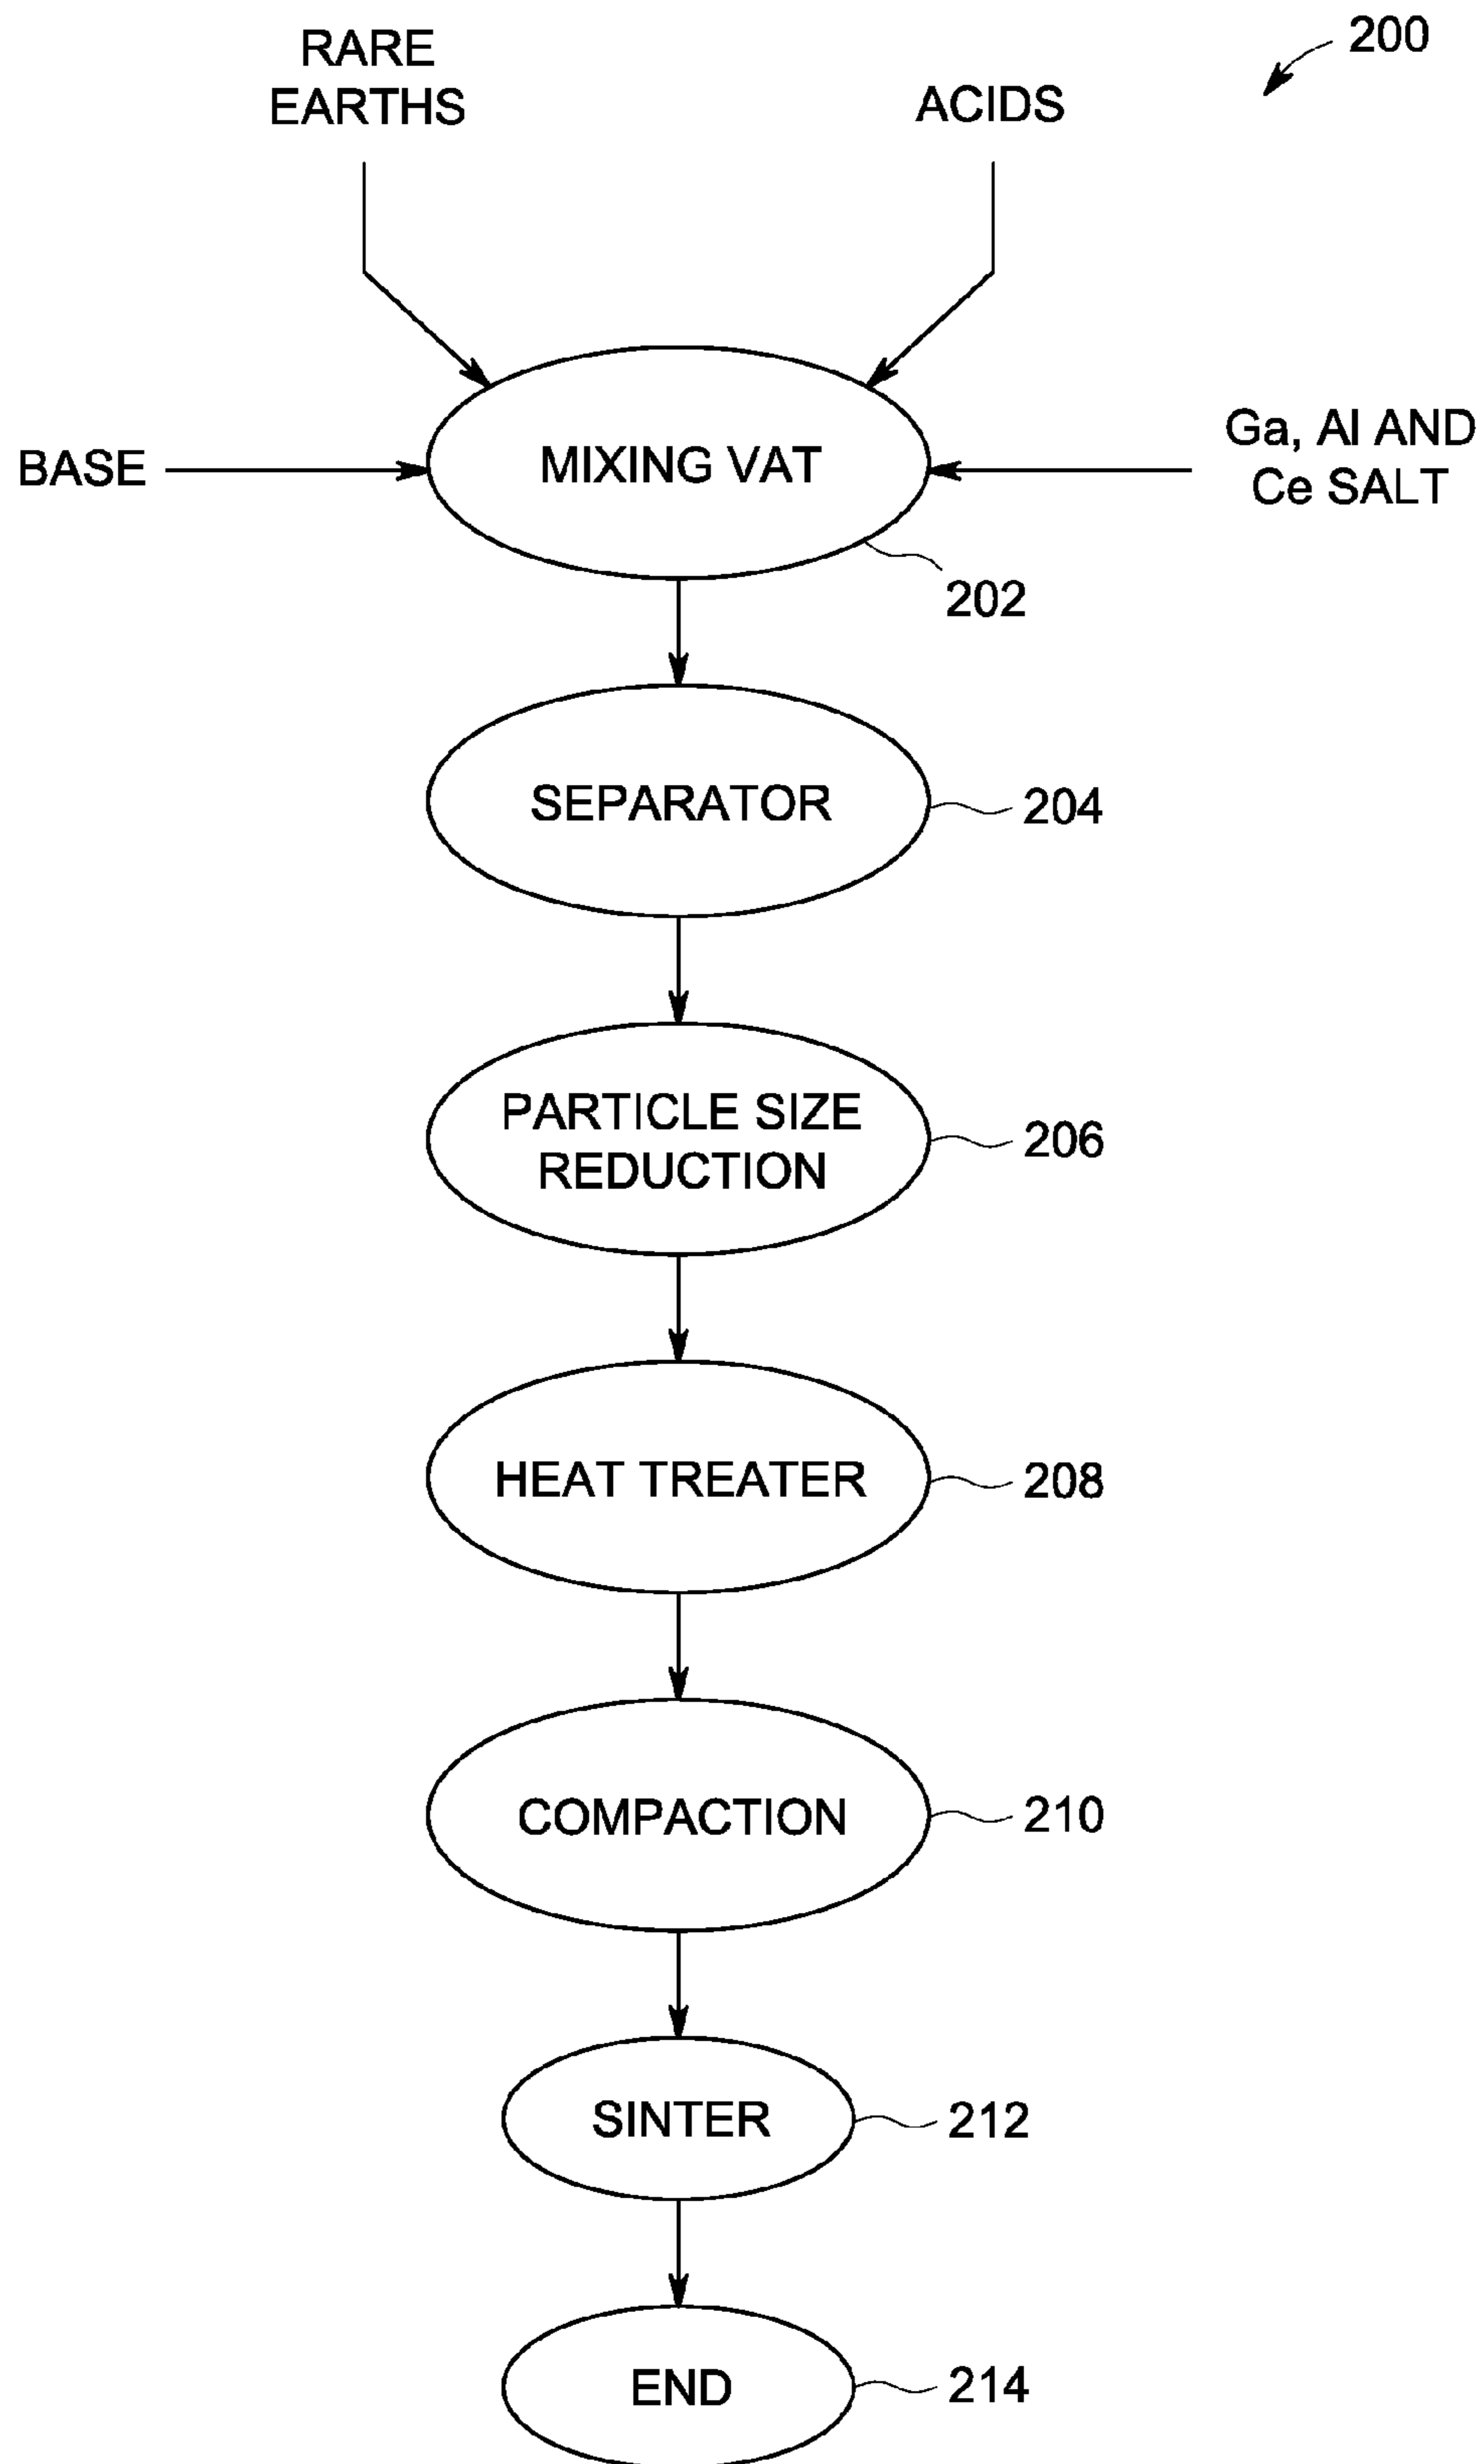 RARE
EARTHS
ACIDS
200
BASE
MIXING VAT
Ga, Al AND
Ce SALT
202
SEPARATOR
204
PARTICLE SIZE
REDUCTION
206
HEAT TREATER
208
COMPACTION
210
SINTER
212
END
214